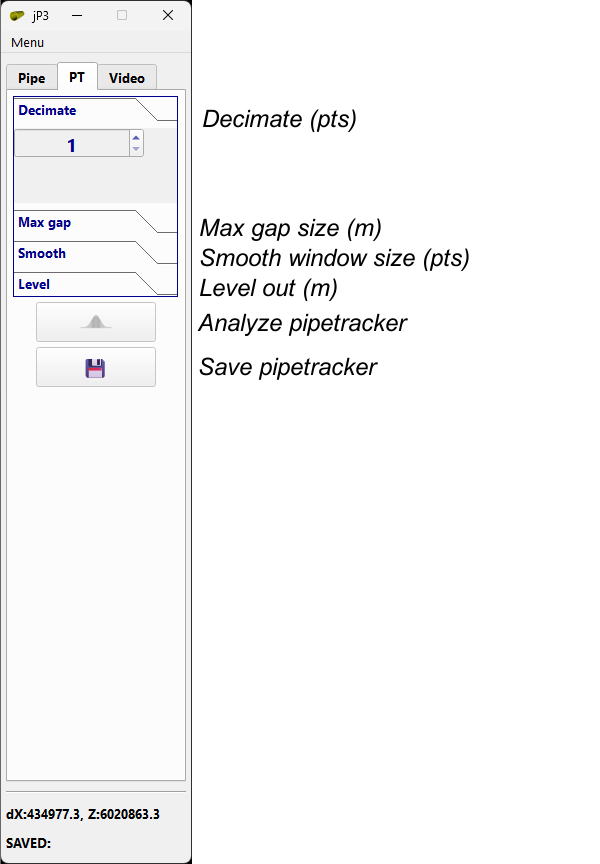 jP3
Menu
Pipe PT Video
Decimate
Decimate (pts)
1
Max gap
Max gap size (m)
Smooth
Smooth window size (pts)
Level
Level out (m)
Analyze pipetracker
Save pipetracker
dX:434977.3, Z:6020863.3
SAVED: